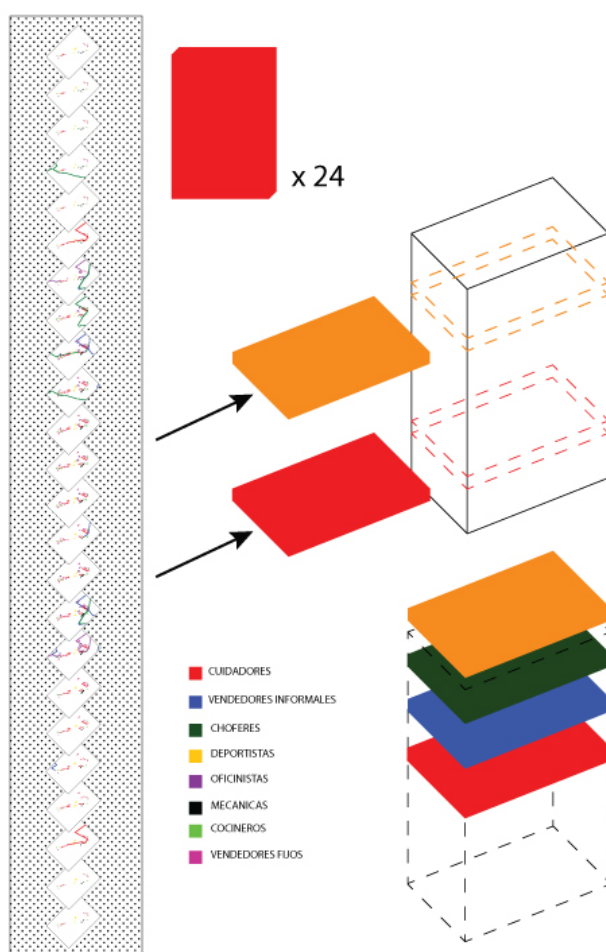 x 24
CUIDADORES
VENDEDORES INFORMALES
CHOFERES
DEPORTISTAS
OFICINISTAS
MECANICAS
COCINEROS
VENDEDORES FIJOS